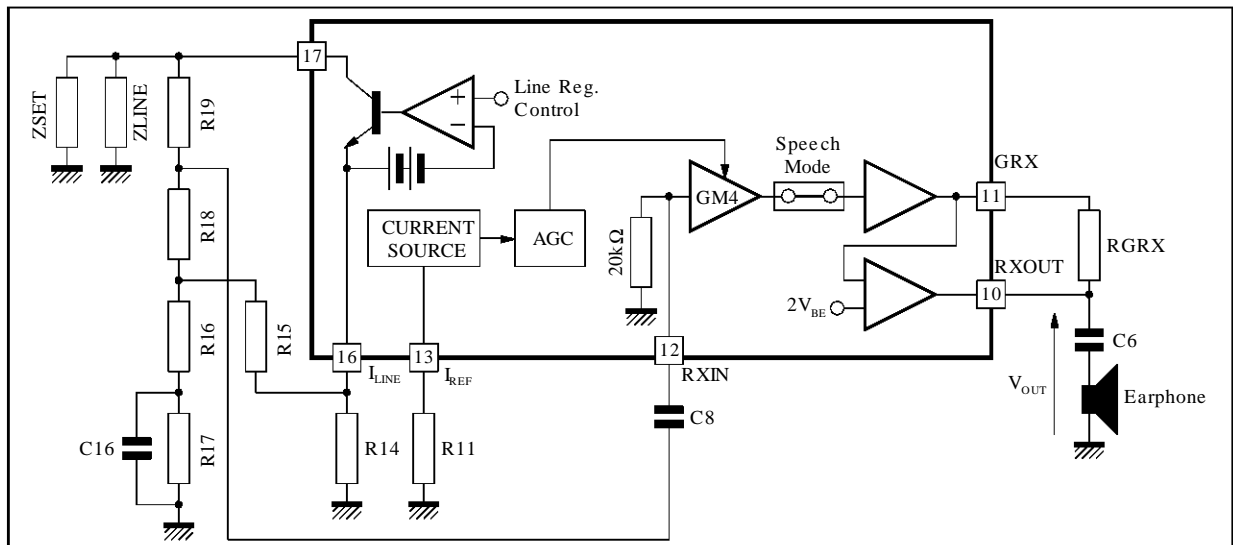 17
ZSET
ZLINE
R19
Line Reg.
Control
+
−
Speech
Mode
GRX
GM4
11
R18
CURRENT
SOURCE
AGC
20kΩ
RGRX
RXOUT
10
2VBE
R16
R15
16
13
12
ILINE
IREF
RXIN
C6
VOUT
Earphone
C8
C16
R17
R14
R11